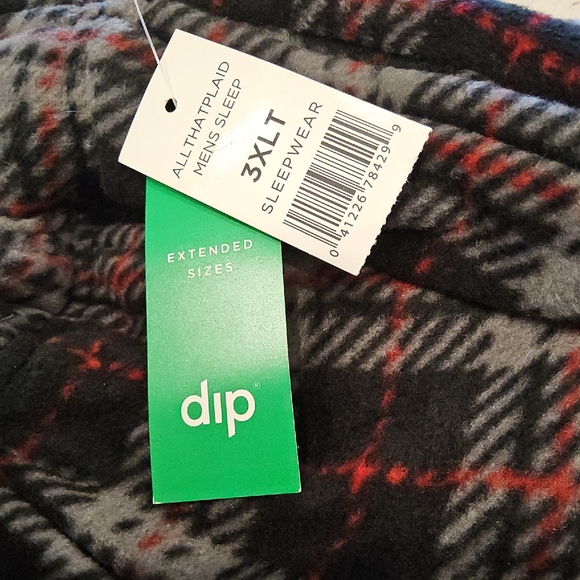 ALLTHATPLAID
MENS SLEEP
3XLT
SLEEPWEAR
0 41226 78429 9
EXTENDED
SIZES
dip®